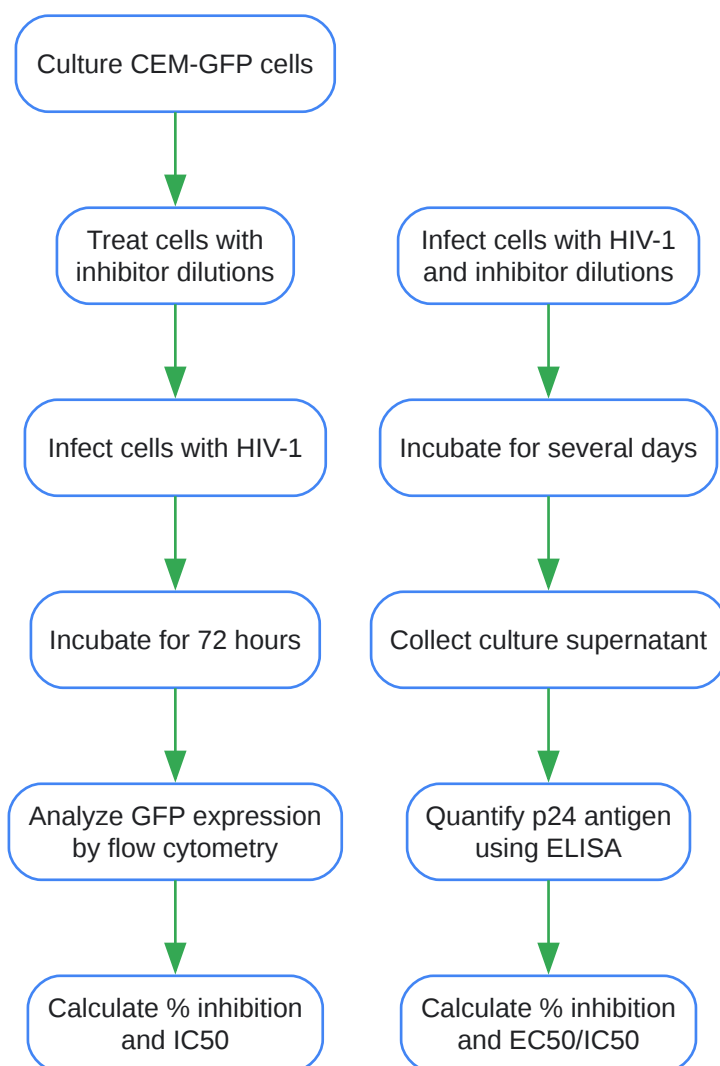 Culture CEM-GFP cells
Treat cells with
inhibitor dilutions
Infect cells with HIV-1
Incubate for 72 hours
Analyze GFP expression
by flow cytometry
Calculate % inhibition
and IC50
Infect cells with HIV-1
and inhibitor dilutions
Incubate for several days
Collect culture supernatant
Quantify p24 antigen
using ELISA
Calculate % inhibition
and EC50/IC50